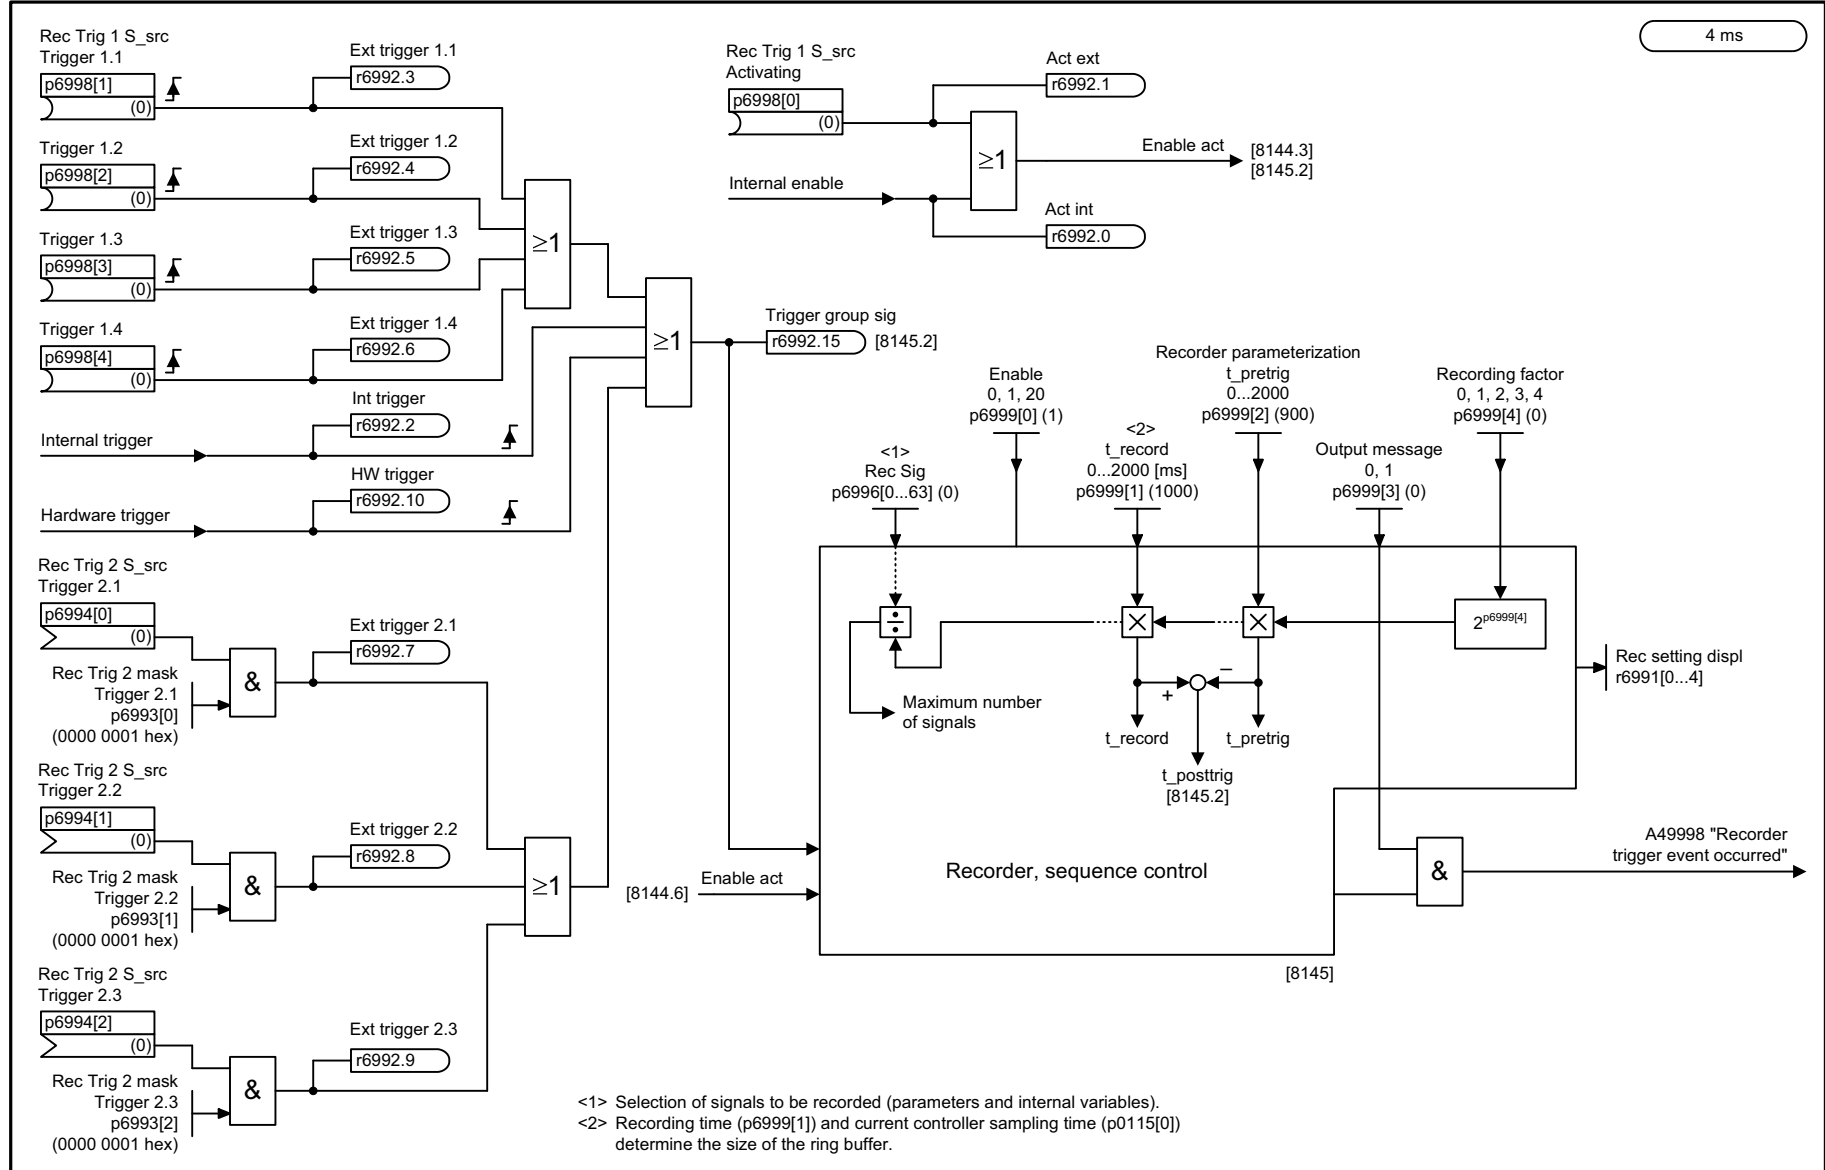 4 ms
Rec Trig 1 S_src
Trigger 1.1
p6998[1]
(0)
Ext trigger 1.1
r6992.3
Trigger 1.2
p6998[2]
(0)
Ext trigger 1.2
r6992.4
Trigger 1.3
p6998[3]
(0)
Ext trigger 1.3
r6992.5
Trigger 1.4
p6998[4]
(0)
Ext trigger 1.4
r6992.6
≥1
Internal trigger
Int trigger
r6992.2
Hardware trigger
HW trigger
r6992.10
≥1
Trigger group sig
r6992.15
[8145.2]
Rec Trig 1 S_src
Activating
p6998[0]
(0)
Act ext
r6992.1
Internal enable
≥1
Enable act
[8144.3]
[8145.2]
Act int
r6992.0
Rec Trig 2 S_src
Trigger 2.1
p6994[0]
(0)
Rec Trig 2 mask
Trigger 2.1
p6993[0]
(0000 0001 hex)
&
Ext trigger 2.1
r6992.7
Rec Trig 2 S_src
Trigger 2.2
p6994[1]
(0)
Rec Trig 2 mask
Trigger 2.2
p6993[1]
(0000 0001 hex)
&
Ext trigger 2.2
r6992.8
Rec Trig 2 S_src
Trigger 2.3
p6994[2]
(0)
Rec Trig 2 mask
Trigger 2.3
p6993[2]
(0000 0001 hex)
&
Ext trigger 2.3
r6992.9
≥1
<1>
Rec Sig
p6996[0...63] (0)
Enable
0, 1, 20
p6999[0] (1)
<2>
t_record
0...2000 [ms]
p6999[1] (1000)
Recorder parameterization
t_pretrig
0...2000
p6999[2] (900)
Output message
0, 1
p6999[3] (0)
Recording factor
0, 1, 2, 3, 4
p6999[4] (0)
÷
×
×
2^p6999[4]
Maximum number
of signals
+
–
t_record
t_pretrig
t_posttrig
[8145.2]
Rec setting displ
r6991[0...4]
[8144.6]
Enable act
Recorder, sequence control
[8145]
&
A49998 "Recorder
trigger event occurred"
<1> Selection of signals to be recorded (parameters and internal variables).
<2> Recording time (p6999[1]) and current controller sampling time (p0115[0])
determine the size of the ring buffer.